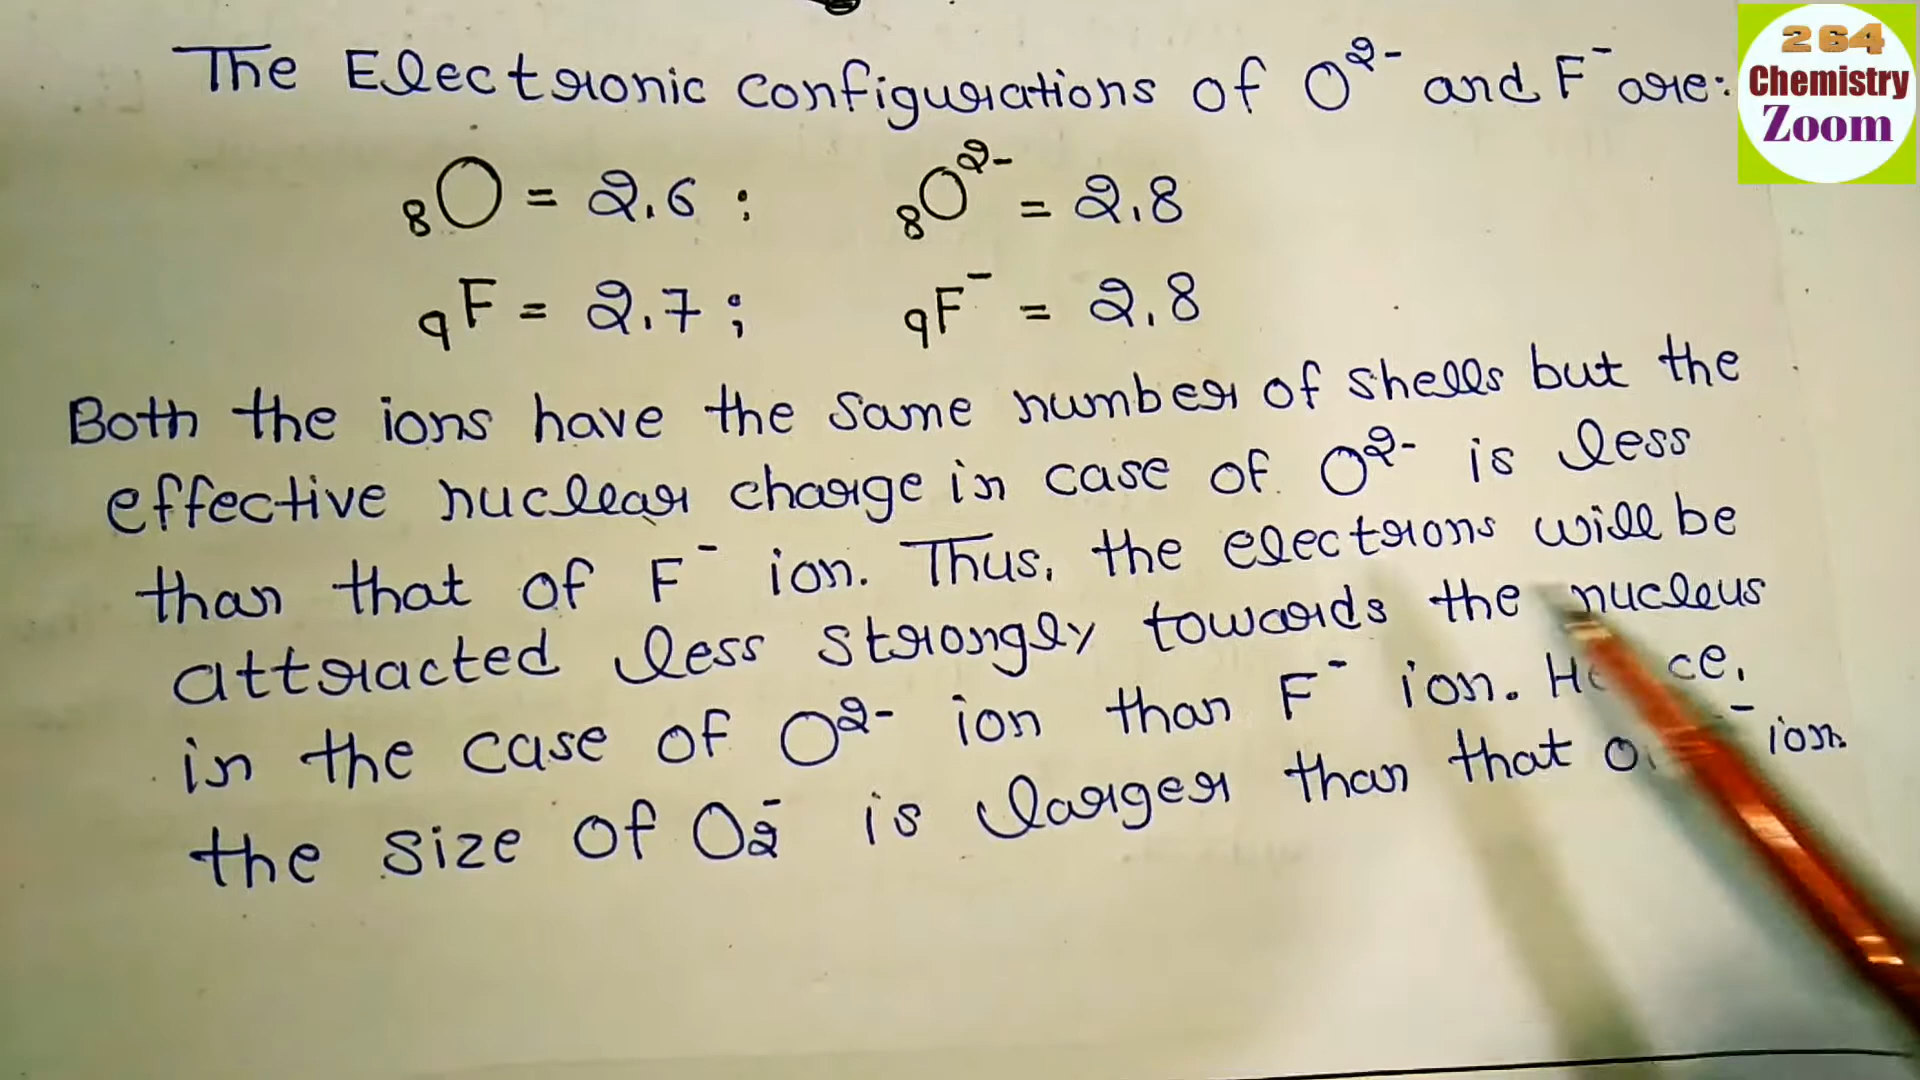 The Electronic configurations of O²⁻ and F⁻ are:
₈O = 2.6 : ₈O²⁻ = 2.8
₉F = 2.7 ; ₉F⁻ = 2.8
Both the ions have the same number of shells but the
effective nuclear charge in case of O²⁻ is less
than that of F⁻ ion. Thus, the electrons will be
attracted less strongly towards the nucleus
in the case of O²⁻ ion than F⁻ ion.
the size of O₂⁻ is larger than that ion.
264
Chemistry
Zoom